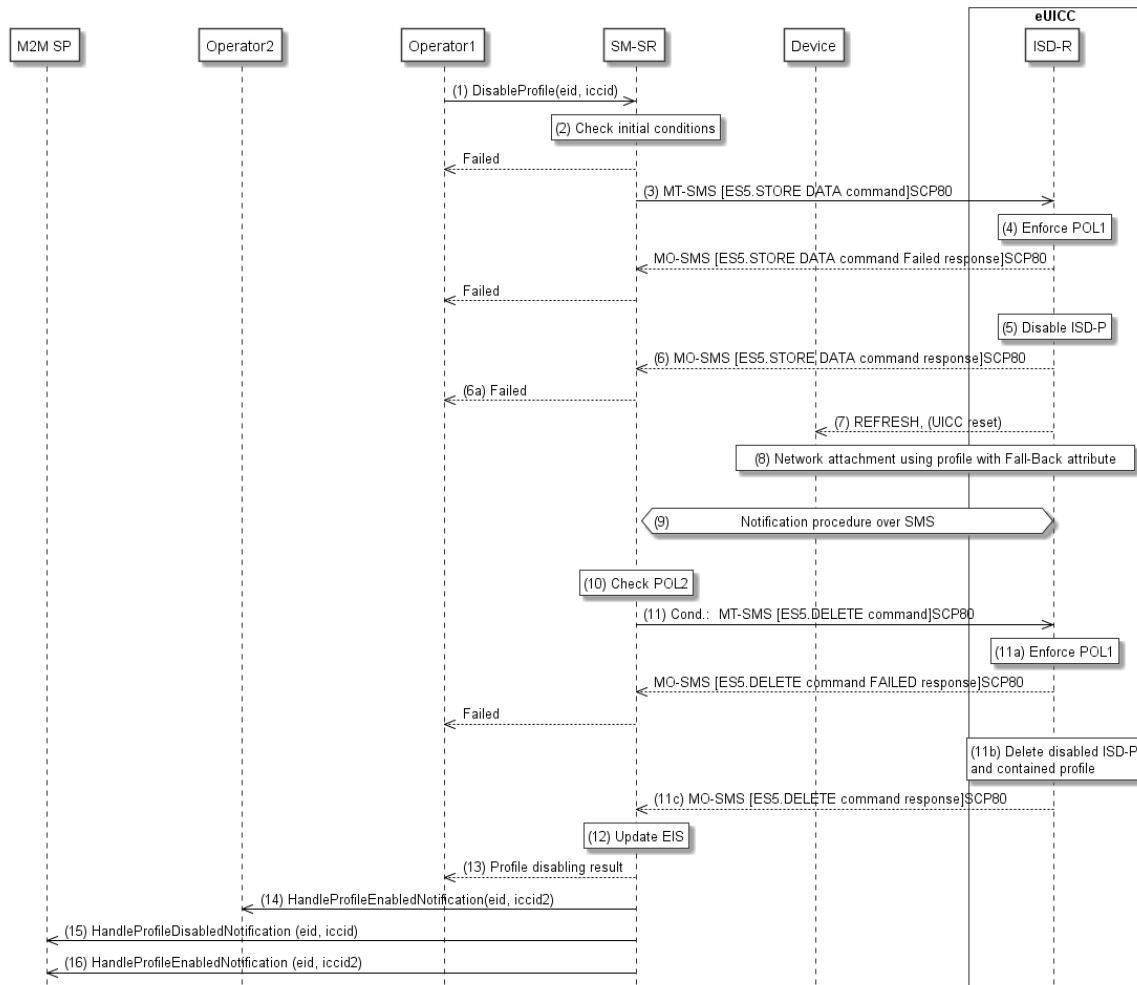 eUICC
M2M SP
Operator2
Operator1
SM-SR
Device
ISD-R
(1) DisableProfile(eid, iccid)
(2) Check initial conditions
Failed
(3) MT-SMS [ES5.STORE DATA command]SCP80
(4) Enforce POL1
MO-SMS [ES5.STORE DATA command Failed response]SCP80
Failed
(5) Disable ISD-P
(6) MO-SMS [ES5.STORE DATA command response]SCP80
(6a) Failed
(7) REFRESH, (UICC reset)
(8) Network attachment using profile with Fall-Back attribute
(9) Notification procedure over SMS
(10) Check POL2
(11) Cond.: MT-SMS [ES5.DELETE command]SCP80
(11a) Enforce POL1
MO-SMS [ES5.DELETE command FAILED response]SCP80
Failed
(11b) Delete disabled ISD-P
and contained profile
(11c) MO-SMS [ES5.DELETE command response]SCP80
(12) Update EIS
(13) Profile disabling result
(14) HandleProfileEnabledNotification(eid, iccid2)
(15) HandleProfileDisabledNotification (eid, iccid)
(16) HandleProfileEnabledNotification (eid, iccid2)